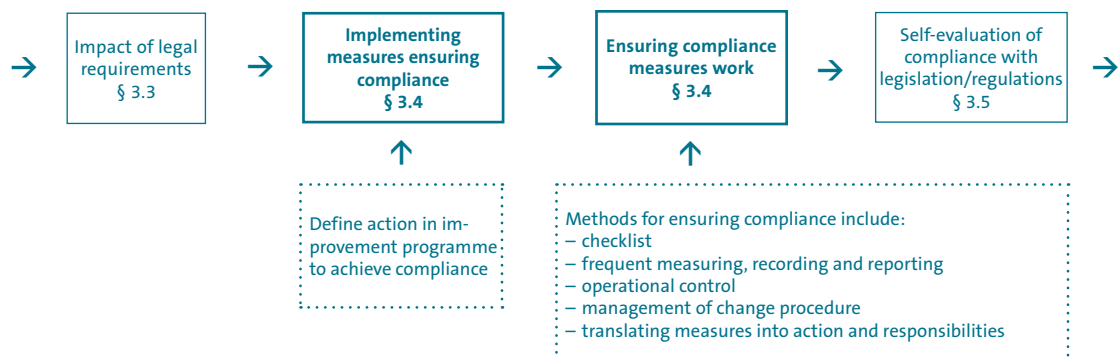 Impact of legal
requirements
§ 3.3
Implementing
measures ensuring
compliance
§ 3.4
Ensuring compliance
measures work
§ 3.4
Self-evaluation of
compliance with
legislation/regulations
§ 3.5
Define action in im-
provement programme
to achieve compliance
Methods for ensuring compliance include:
– checklist
– frequent measuring, recording and reporting
– operational control
– management of change procedure
– translating measures into action and responsibilities